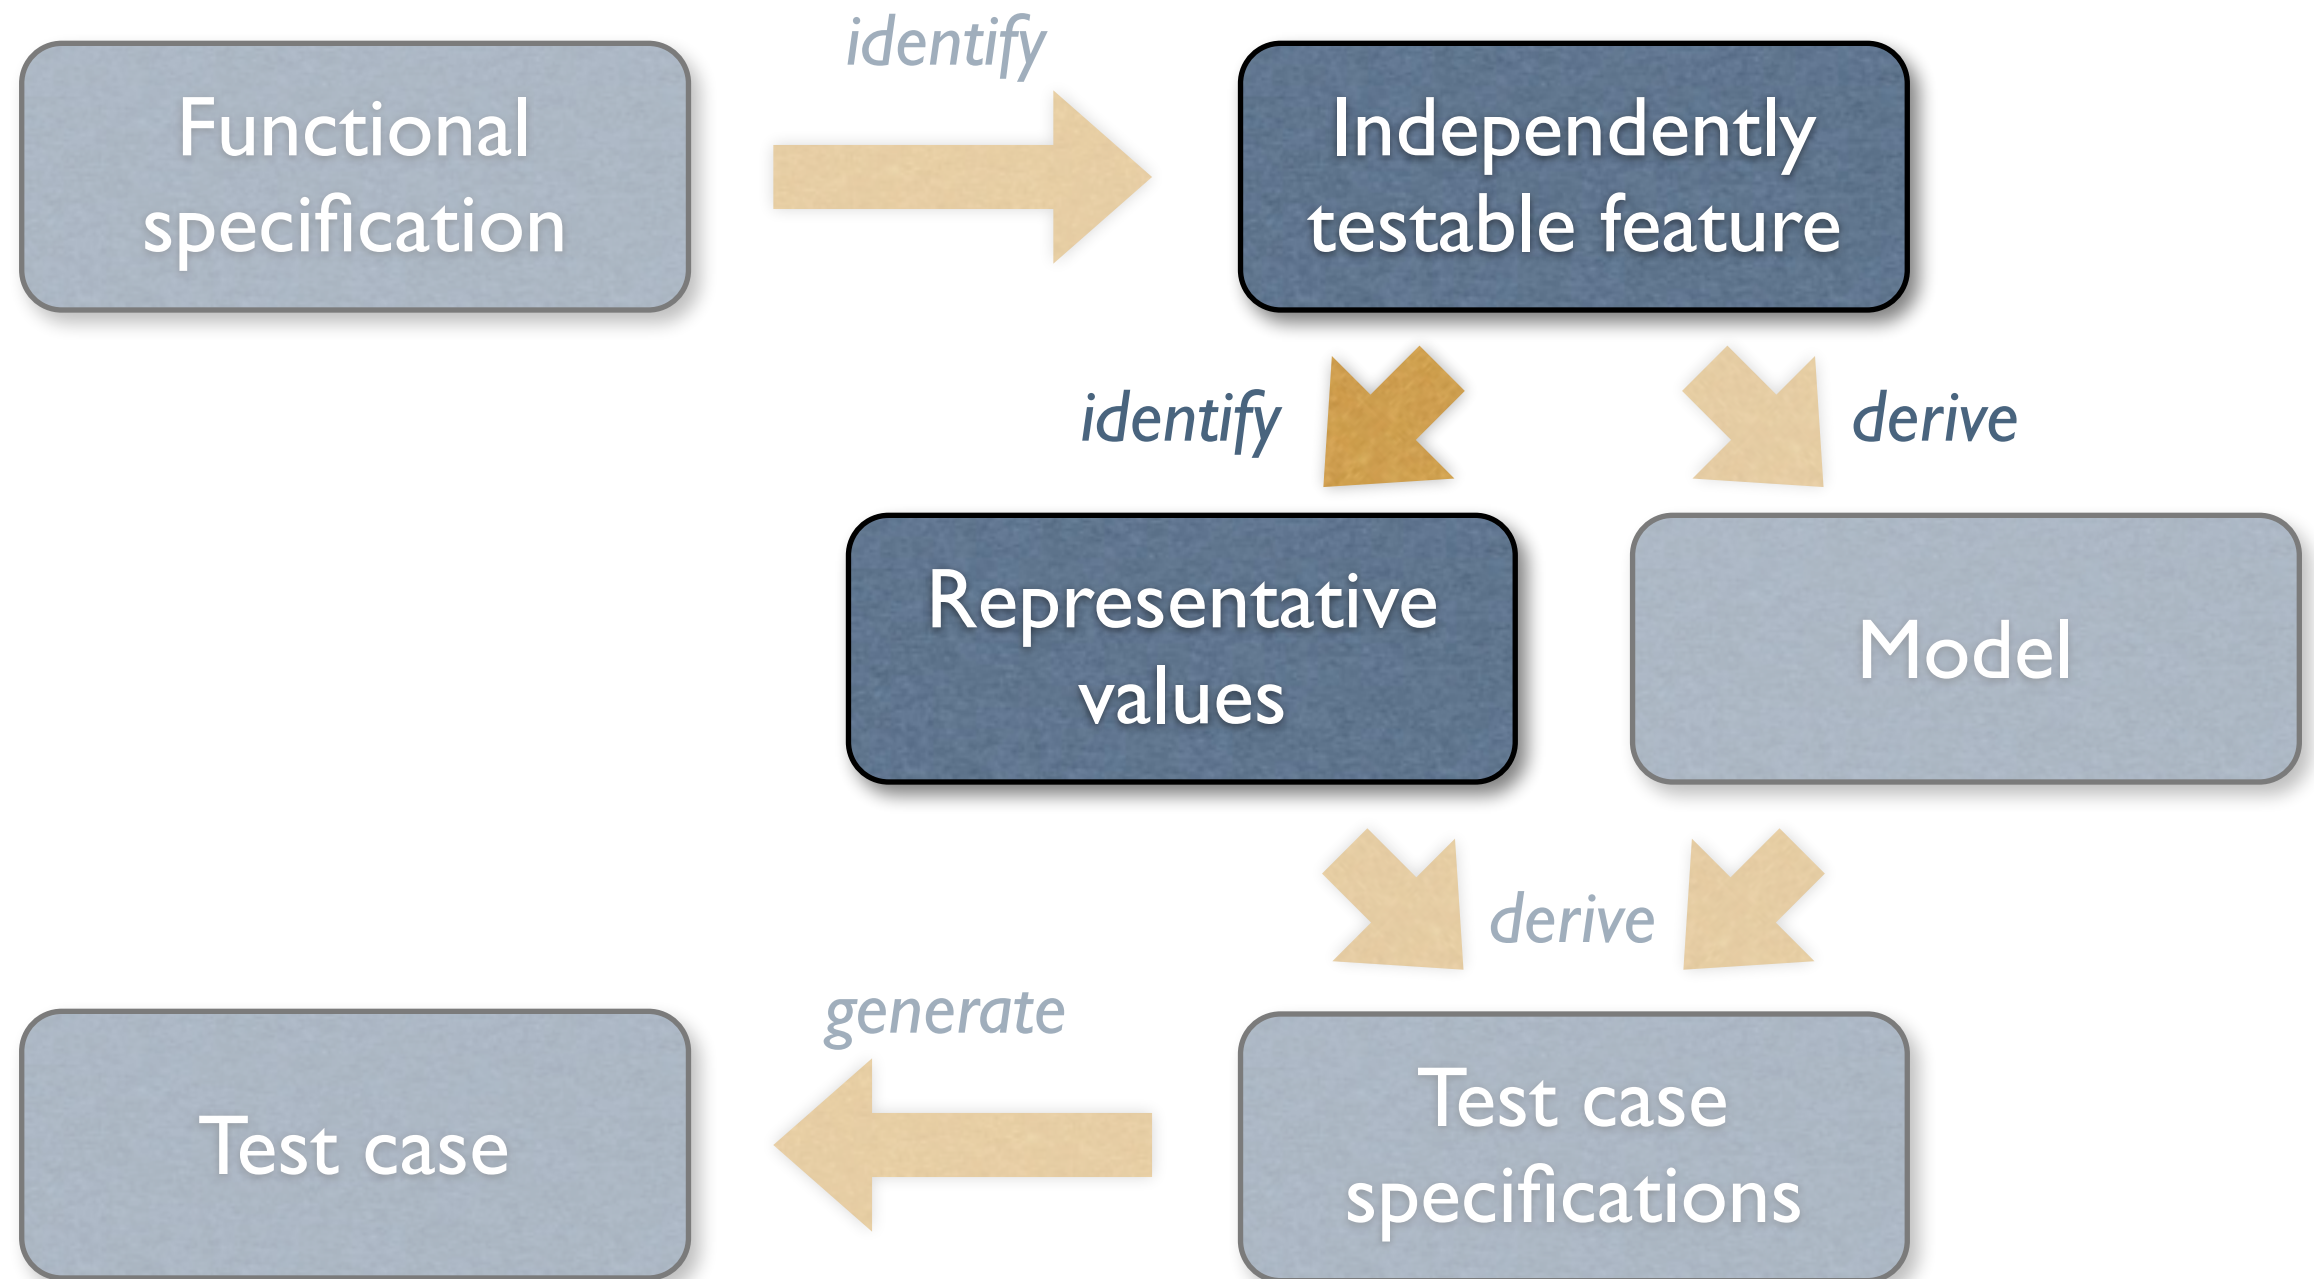 identify
Functional
specification
Independently
testable feature
identify
derive
Representative
values
Model
derive
generate
Test case
Test case
specifications